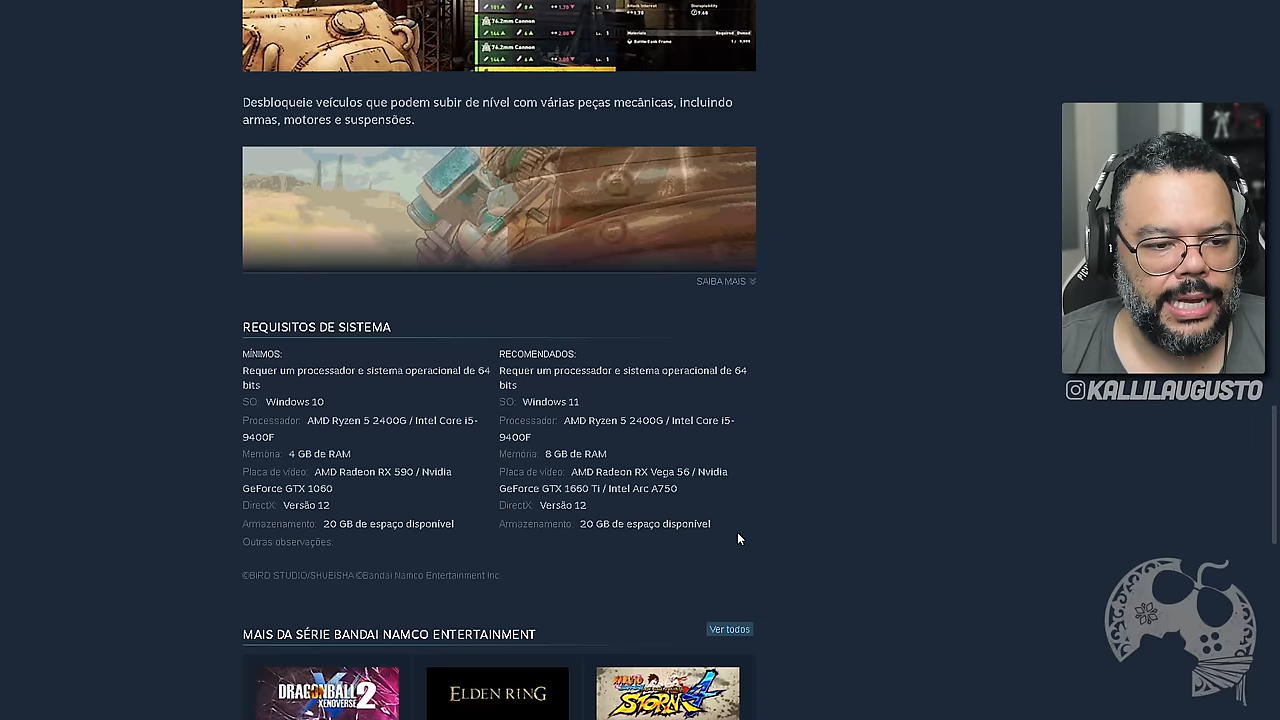 76.2mm Cannon
76.2mm Cannon
Desbloqueie veículos que podem subir de nível com várias peças mecânicas, incluindo
armas, motores e suspensões.
SAIBA MAIS
REQUISITOS DE SISTEMA
MÍNIMOS:
Requer um processador e sistema operacional de 64
bits
SO: Windows 10
Processador: AMD Ryzen 5 2400G / Intel Core i5-
9400F
Memória: 4 GB de RAM
Placa de vídeo: AMD Radeon RX 590 / Nvidia
GeForce GTX 1060
DirectX: Versão 12
Armazenamento: 20 GB de espaço disponível
Outras observações:
RECOMENDADOS:
Requer um processador e sistema operacional de 64
bits
SO: Windows 11
Processador: AMD Ryzen 5 2400G / Intel Core i5-
9400F
Memória: 8 GB de RAM
Placa de vídeo: AMD Radeon RX Vega 56 / Nvidia
GeForce GTX 1660 Ti / Intel Arc A750
DirectX: Versão 12
Armazenamento: 20 GB de espaço disponível
©BIRD STUDIO/SHUEISHA ©Bandai Namco Entertainment Inc.
MAIS DA SÉRIE BANDAI NAMCO ENTERTAINMENT
Ver todos
DRAGONBALL
XENOVERSE 2
ELDEN RING
NARUTO
STORM 4
KALLILAUGUSTO